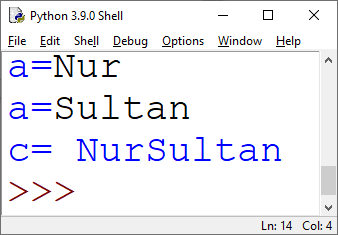 Python 3.9.0 Shell
File Edit Shell Debug Options Window Help
a=Nur
a=Sultan
c= NurSultan
>>>
Ln: 14 Col: 4